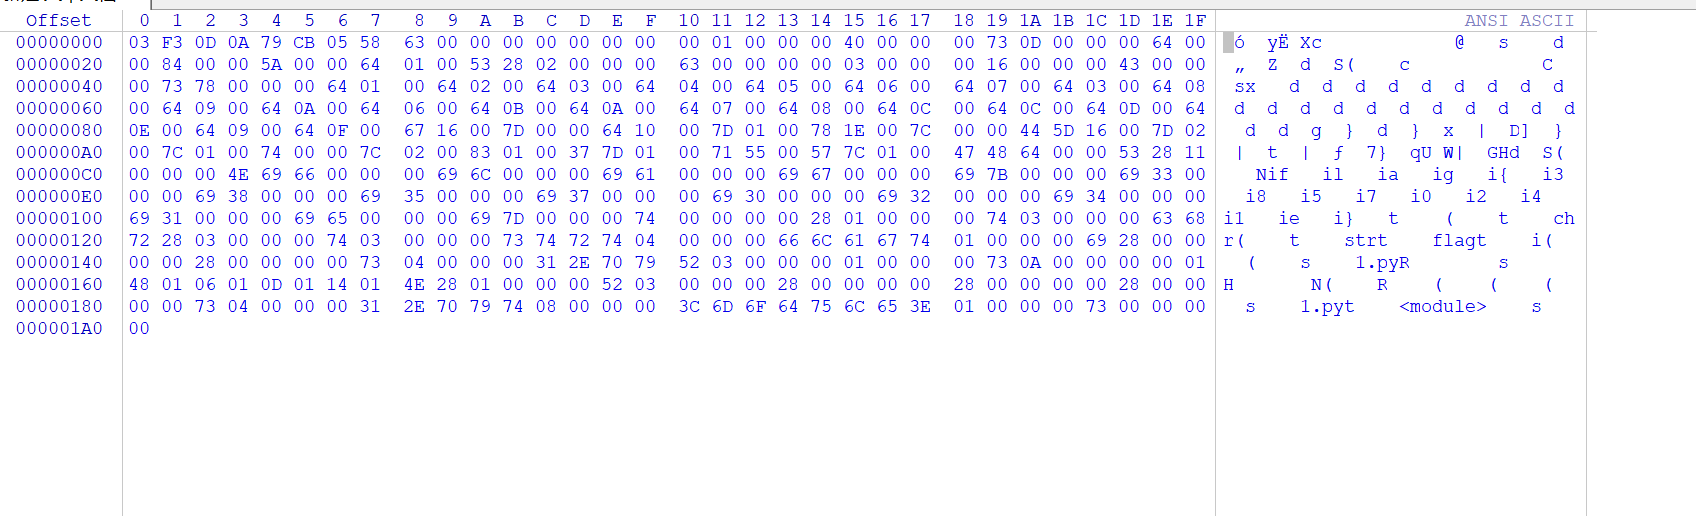 Offset 0 1 2 3 4 5 6 7 8 9 A B C D E F 10 11 12 13 14 15 16 17 18 19 1A 1B 1C 1D 1E 1F ANSI ASCII
00000000 03 F3 0D 0A 79 CB 05 58 63 00 00 00 00 00 00 00 00 01 00 00 00 40 00 00 00 73 0D 00 00 00 64 00 ó yË Xc @ s d
00000020 00 84 00 00 5A 00 00 64 01 00 53 28 02 00 00 00 63 00 00 00 00 03 00 00 00 16 00 00 00 43 00 00 „ Z d S( c C
00000040 00 73 78 00 00 00 64 01 00 64 02 00 64 03 00 64 04 00 64 05 00 64 06 00 64 07 00 64 03 00 64 08 sx d d d d d d d d d
00000060 00 64 09 00 64 0A 00 64 06 00 64 0B 00 64 0A 00 64 07 00 64 08 00 64 0C 00 64 0C 00 64 0D 00 64 d d d d d d d d d d d
00000080 0E 00 64 09 00 64 0F 00 67 16 00 7D 00 00 64 10 00 7D 01 00 78 1E 00 7C 00 00 44 5D 16 00 7D 02 d d g } d } x | D] }
000000A0 00 7C 01 00 74 00 00 7C 02 00 83 01 00 37 7D 01 00 71 55 00 57 7C 01 00 47 48 64 00 00 53 28 11 | t | ƒ 7} qU W| GHd S(
000000C0 00 00 00 4E 69 66 00 00 00 69 6C 00 00 00 69 61 00 00 00 69 67 00 00 00 69 7B 00 00 00 69 33 00 Nif il ia ig i{ i3
000000E0 00 00 69 38 00 00 00 69 35 00 00 00 69 37 00 00 00 69 30 00 00 00 69 32 00 00 00 69 34 00 00 00 i8 i5 i7 i0 i2 i4
00000100 69 31 00 00 00 69 65 00 00 00 69 7D 00 00 00 74 00 00 00 00 28 01 00 00 00 74 03 00 00 00 63 68 i1 ie i} t ( t ch
00000120 72 28 03 00 00 00 74 03 00 00 00 73 74 72 74 04 00 00 00 66 6C 61 67 74 01 00 00 00 69 28 00 00 r( t strt flagt i(
00000140 00 00 28 00 00 00 00 73 04 00 00 00 31 2E 70 79 52 03 00 00 00 01 00 00 00 73 0A 00 00 00 00 01 ( s 1.pyR s
00000160 48 01 06 01 0D 01 14 01 4E 28 01 00 00 00 52 03 00 00 00 28 00 00 00 00 28 00 00 00 00 28 00 00 H N( R ( ( (
00000180 00 00 73 04 00 00 00 31 2E 70 79 74 08 00 00 00 3C 6D 6F 64 75 6C 65 3E 01 00 00 00 73 00 00 00 s 1.pyt <module> s
000001A0 00